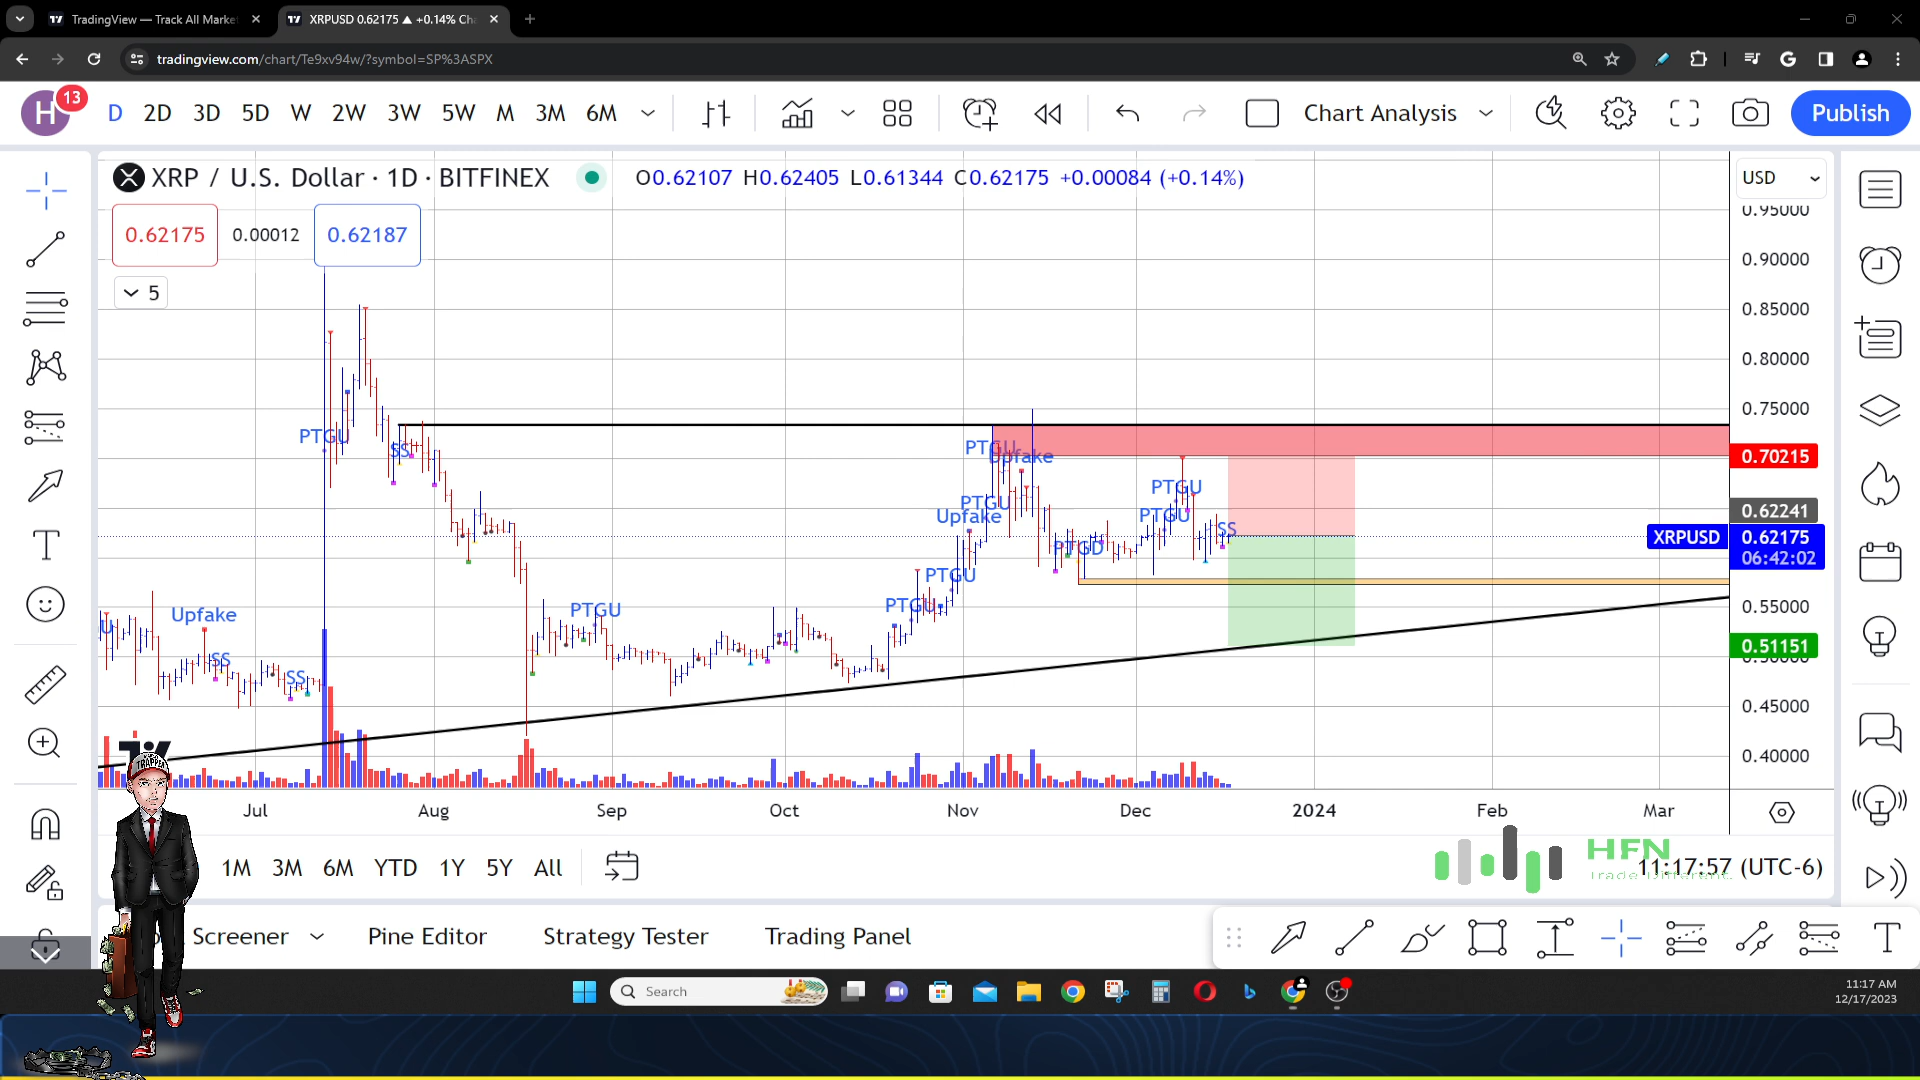 TradingView — Track All Marke
XRPUSD 0.62175 ▲ +0.14% Ch
tradingview.com/chart/Te9xv94w/?symbol=SP%3ASPX
H 13 D 2D 3D 5D W 2W 3W 5W M 3M 6M Chart Analysis Publish
XRP / U.S. Dollar · 1D · BITFINEX O0.62107 H0.62405 L0.61344 C0.62175 +0.00084 (+0.14%) USD
0.95000
0.62175 0.00012 0.62187
0.90000
5
0.85000
0.80000
0.75000
PTGU
SS
PTGU
Upfake
0.70215
PTGU
PTGU
Upfake
PTGU
SS
0.62241
XRPUSD 0.62175
06:42:02
PTGD
PTGU
PTGU
PTGU
Upfake
0.55000
SS
SS
0.51151
0.45000
0.40000
TRAPPER
Jul Aug Sep Oct Nov Dec 2024 Feb Mar
1M 3M 6M YTD 1Y 5Y All
HFN
Trade Different.
11:17:57 (UTC-6)
Screener Pine Editor Strategy Tester Trading Panel
Search
11:17 AM
12/17/2023